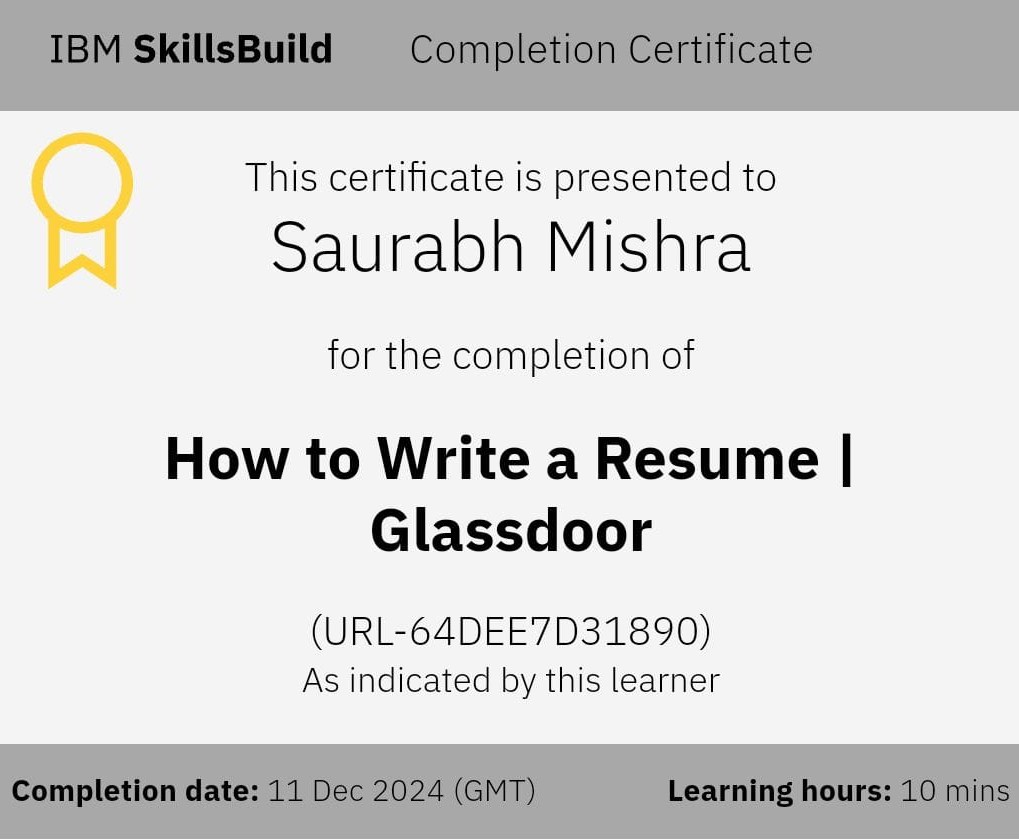 IBM SkillsBuild Completion Certificate
This certificate is presented to
Saurabh Mishra
for the completion of
How to Write a Resume |
Glassdoor
(URL-64DEE7D31890)
As indicated by this learner
Completion date: 11 Dec 2024 (GMT) Learning hours: 10 mins